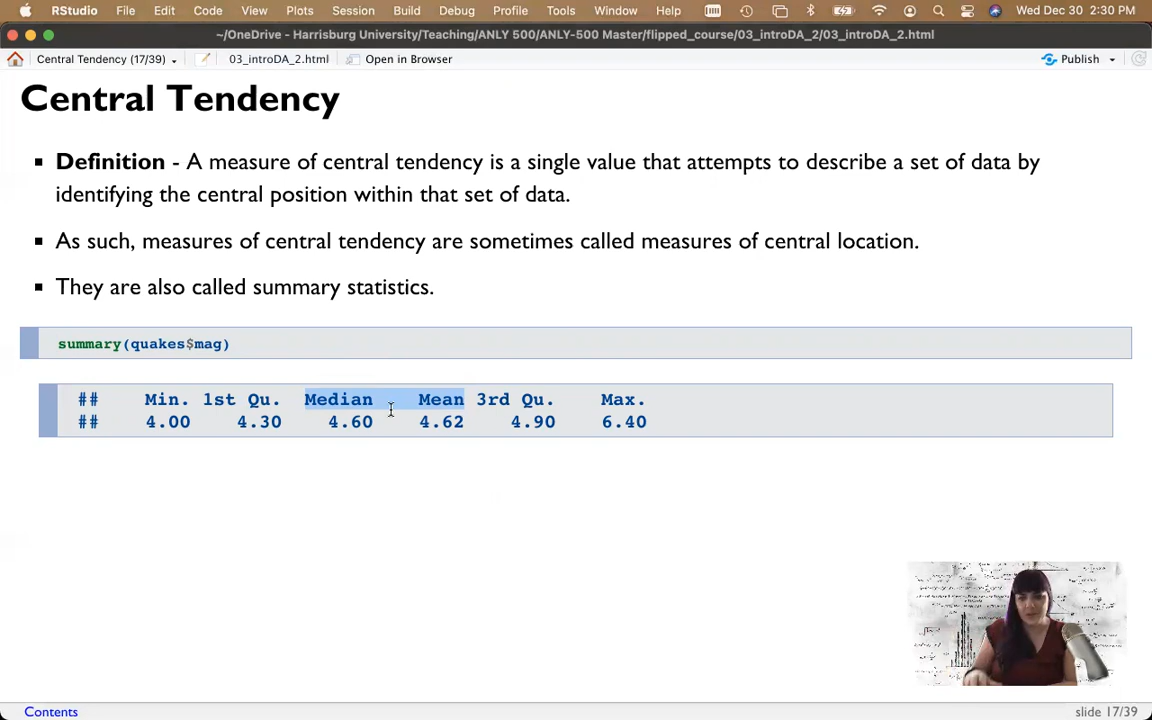 RStudio File Edit Code View Plots Session Build Debug Profile Tools Window Help Wed Dec 30 2:30 PM
~/OneDrive - Harrisburg University/Teaching/ANLY 500/ANLY-500 Master/flipped_course/03_introDA_2/03_introDA_2.html
Central Tendency (17/39) 03_introDA_2.html Open in Browser Publish
Central Tendency
▪ Definition - A measure of central tendency is a single value that attempts to describe a set of data by
identifying the central position within that set of data.
▪ As such, measures of central tendency are sometimes called measures of central location.
▪ They are also called summary statistics.
summary(quakes$mag)
## Min. 1st Qu. Median Mean 3rd Qu. Max.
## 4.00 4.30 4.60 4.62 4.90 6.40
Contents slide 17/39